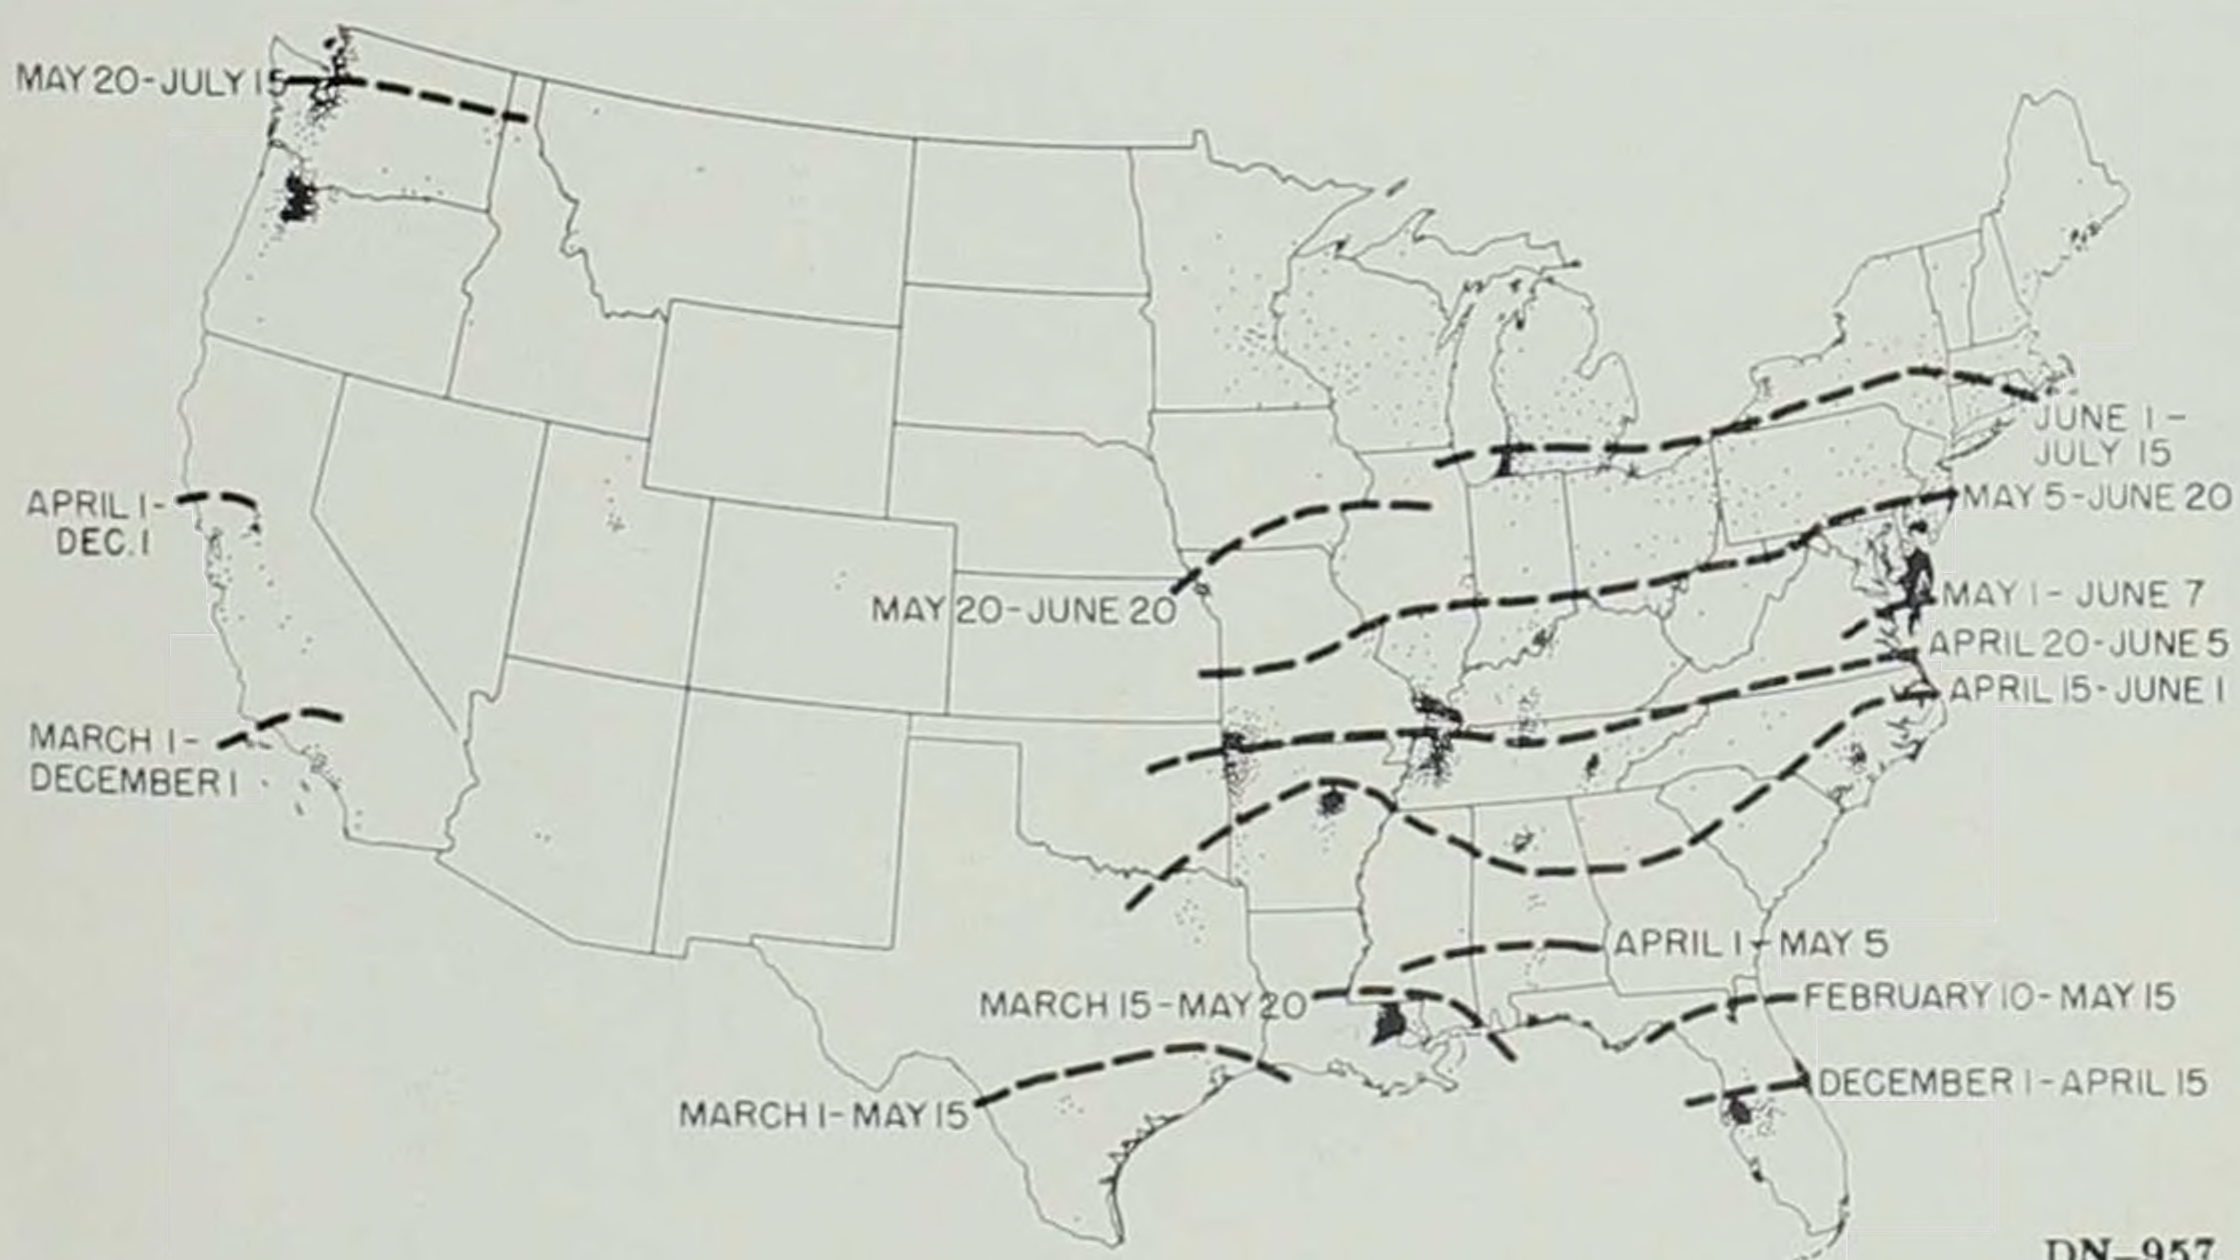 MAY 20-JULY 15
JUNE 1-
JULY 15
MAY 5-JUNE 20
APRIL 1-
DEC. 1
MAY 20-JUNE 20
MAY 1-JUNE 7
APRIL 20-JUNE 5
APRIL 15-JUNE 1
MARCH 1-
DECEMBER 1
APRIL 1-MAY 5
MARCH 15-MAY 20
FEBRUARY 10-MAY 15
DECEMBER 1-APRIL 15
MARCH 1-MAY 15
DN-957